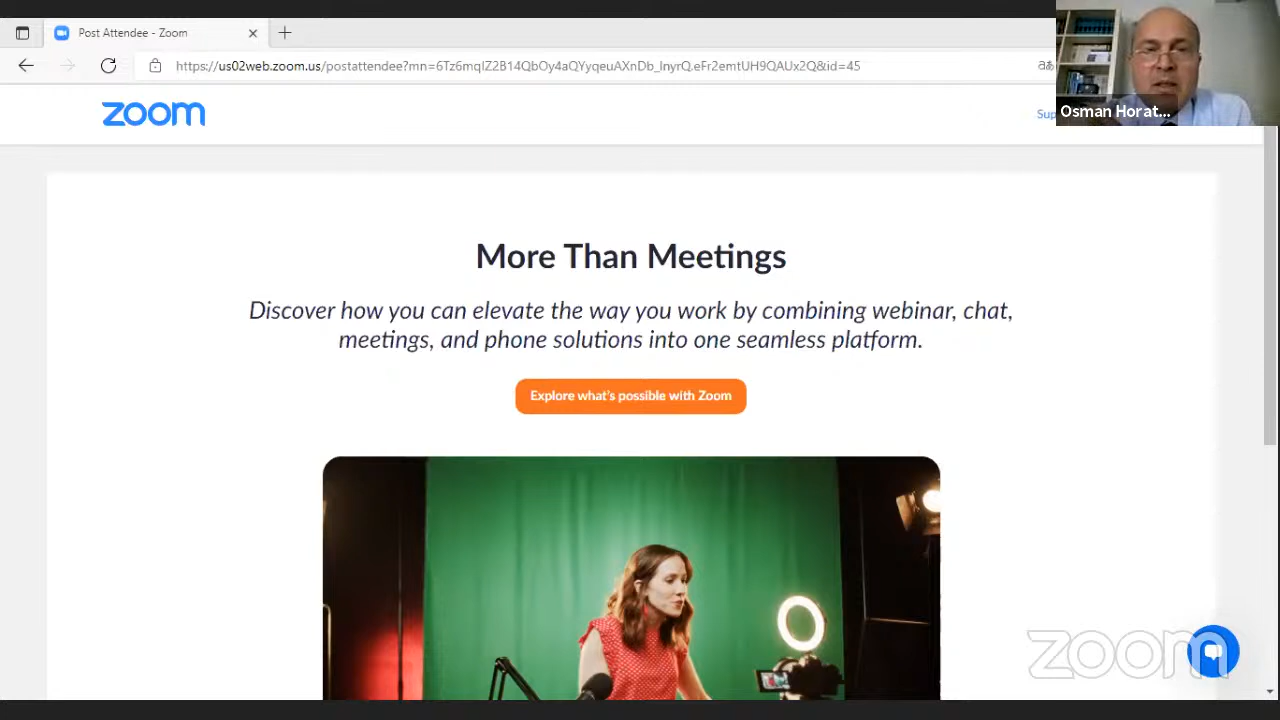 Post Attendee - Zoom
https://us02web.zoom.us/postattendee?mn=
&id=45
zoom
Osman Horat...
More Than Meetings
Discover how you can elevate the way you work by combining webinar, chat,
meetings, and phone solutions into one seamless platform.
Explore what's possible with Zoom
zoom